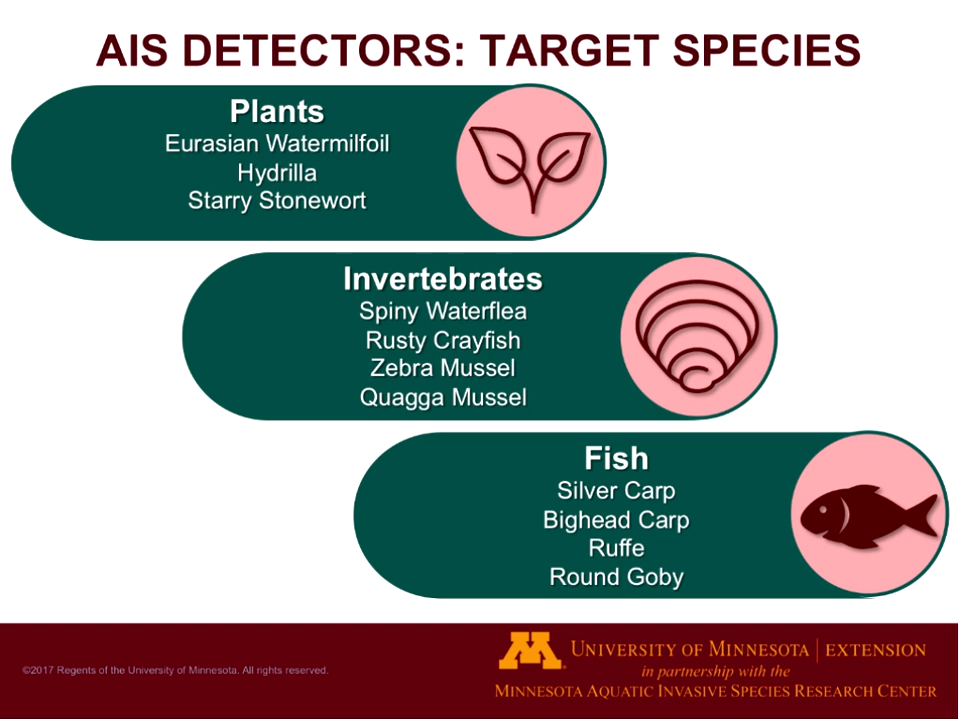 AIS DETECTORS: TARGET SPECIES
Plants
Eurasian Watermilfoil
Hydrilla
Starry Stonewort
Invertebrates
Spiny Waterflea
Rusty Crayfish
Zebra Mussel
Quagga Mussel
Fish
Silver Carp
Bighead Carp
Ruffe
Round Goby
©2017 Regents of the University of Minnesota. All rights reserved.
M
UNIVERSITY OF MINNESOTA | EXTENSION
in partnership with the
MINNESOTA AQUATIC INVASIVE SPECIES RESEARCH CENTER